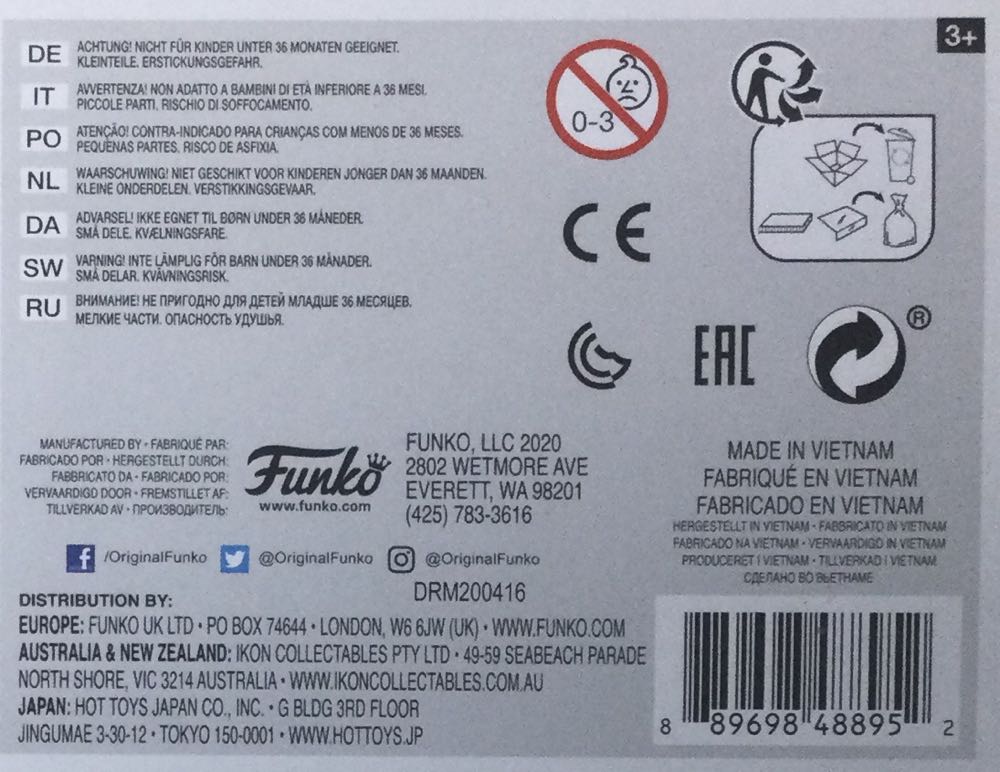 3+
DE
ACHTUNG! NICHT FÜR KINDER UNTER 36 MONATEN GEEIGNET.
KLEINTEILE. ERSTICKUNGSGEFAHR.
IT
AVVERTENZA! NON ADATTO A BAMBINI DI ETÀ INFERIORE A 36 MESI.
PICCOLE PARTI. RISCHIO DI SOFFOCAMENTO.
PO
ATENÇÃO! CONTRA-INDICADO PARA CRIANÇAS COM MENOS DE 36 MESES.
PEQUENAS PARTES. RISCO DE ASFIXIA.
NL
WAARSCHUWING! NIET GESCHIKT VOOR KINDEREN JONGER DAN 36 MAANDEN.
KLEINE ONDERDELEN. VERSTIKKINGSGEVAAR.
DA
ADVARSEL! IKKE EGNET TIL BØRN UNDER 36 MÅNEDER.
SMÅ DELE. KVÆLNINGSFARE.
SW
VARNING! INTE LÄMPLIG FÖR BARN UNDER 36 MÅNADER.
SMÅ DELAR. KVÄVNINGSRISK.
RU
ВНИМАНИЕ! НЕ ПРИГОДНО ДЛЯ ДЕТЕЙ МЛАДШЕ 36 МЕСЯЦЕВ.
МЕЛКИЕ ЧАСТИ. ОПАСНОСТЬ УДУШЬЯ.
0-3
CE
EAC
®
MANUFACTURED BY • FABRIQUÉ PAR:
FABRICADO POR • HERGESTELLT DURCH:
FABBRICATO DA • FABRICADO POR:
VERVAARDIGD DOOR • FREMSTILLET AF:
TILLVERKAD AV • ПРОИЗВОДИТЕЛЬ:
Funko
www.funko.com
FUNKO, LLC 2020
2802 WETMORE AVE
EVERETT, WA 98201
(425) 783-3616
MADE IN VIETNAM
FABRIQUÉ EN VIETNAM
FABRICADO EN VIETNAM
HERGESTELLT IN VIETNAM • FABBRICATO IN VIETNAM
FABRICADO NA VIETNAM • VERVAARDIGD IN VIETNAM
PRODUCERET I VIETNAM • TILLVERKAD I VIETNAM
СДЕЛАНО ВО ВЬЕТНАМЕ
/OriginalFunko @OriginalFunko @OriginalFunko
DRM200416
DISTRIBUTION BY:
EUROPE: FUNKO UK LTD • PO BOX 74644 • LONDON, W6 6JW (UK) • WWW.FUNKO.COM
AUSTRALIA & NEW ZEALAND: IKON COLLECTABLES PTY LTD • 49-59 SEABEACH PARADE
NORTH SHORE, VIC 3214 AUSTRALIA • WWW.IKONCOLLECTABLES.COM.AU
JAPAN: HOT TOYS JAPAN CO., INC. • G BLDG 3RD FLOOR
JINGUMAE 3-30-12 • TOKYO 150-0001 • WWW.HOTTOYS.JP
8 89698 48895 2